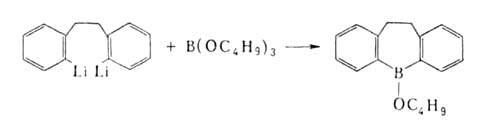 Li Li + B(OC₄H₉)₃ ⟶ B
OC₄H₉